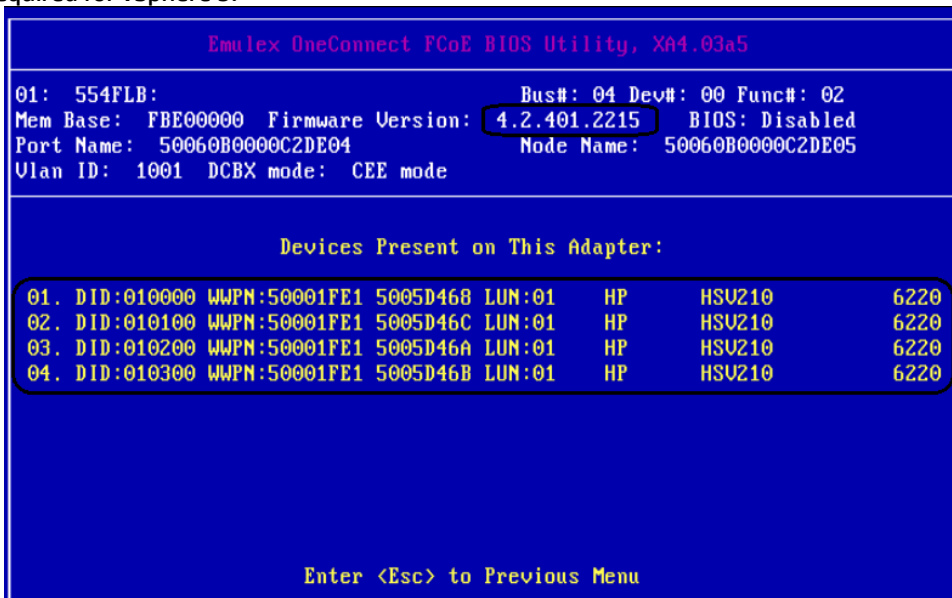 quired for vSphere 5.
Emulex OneConnect FCoE BIOS Utility, XA4.03a5
01: 554FLB: Bus#: 04 Dev#: 00 Func#: 02
Mem Base: FBE00000 Firmware Version: 4.2.401.2215 BIOS: Disabled
Port Name: 50060B0000C2DE04 Node Name: 50060B0000C2DE05
Vlan ID: 1001 DCBX mode: CEE mode
Devices Present on This Adapter:
01. DID:010000 WWPN:50001FE1 5005D468 LUN:01 HP HSV210 6220
02. DID:010100 WWPN:50001FE1 5005D46C LUN:01 HP HSV210 6220
03. DID:010200 WWPN:50001FE1 5005D46A LUN:01 HP HSV210 6220
04. DID:010300 WWPN:50001FE1 5005D46B LUN:01 HP HSV210 6220
Enter <Esc> to Previous Menu